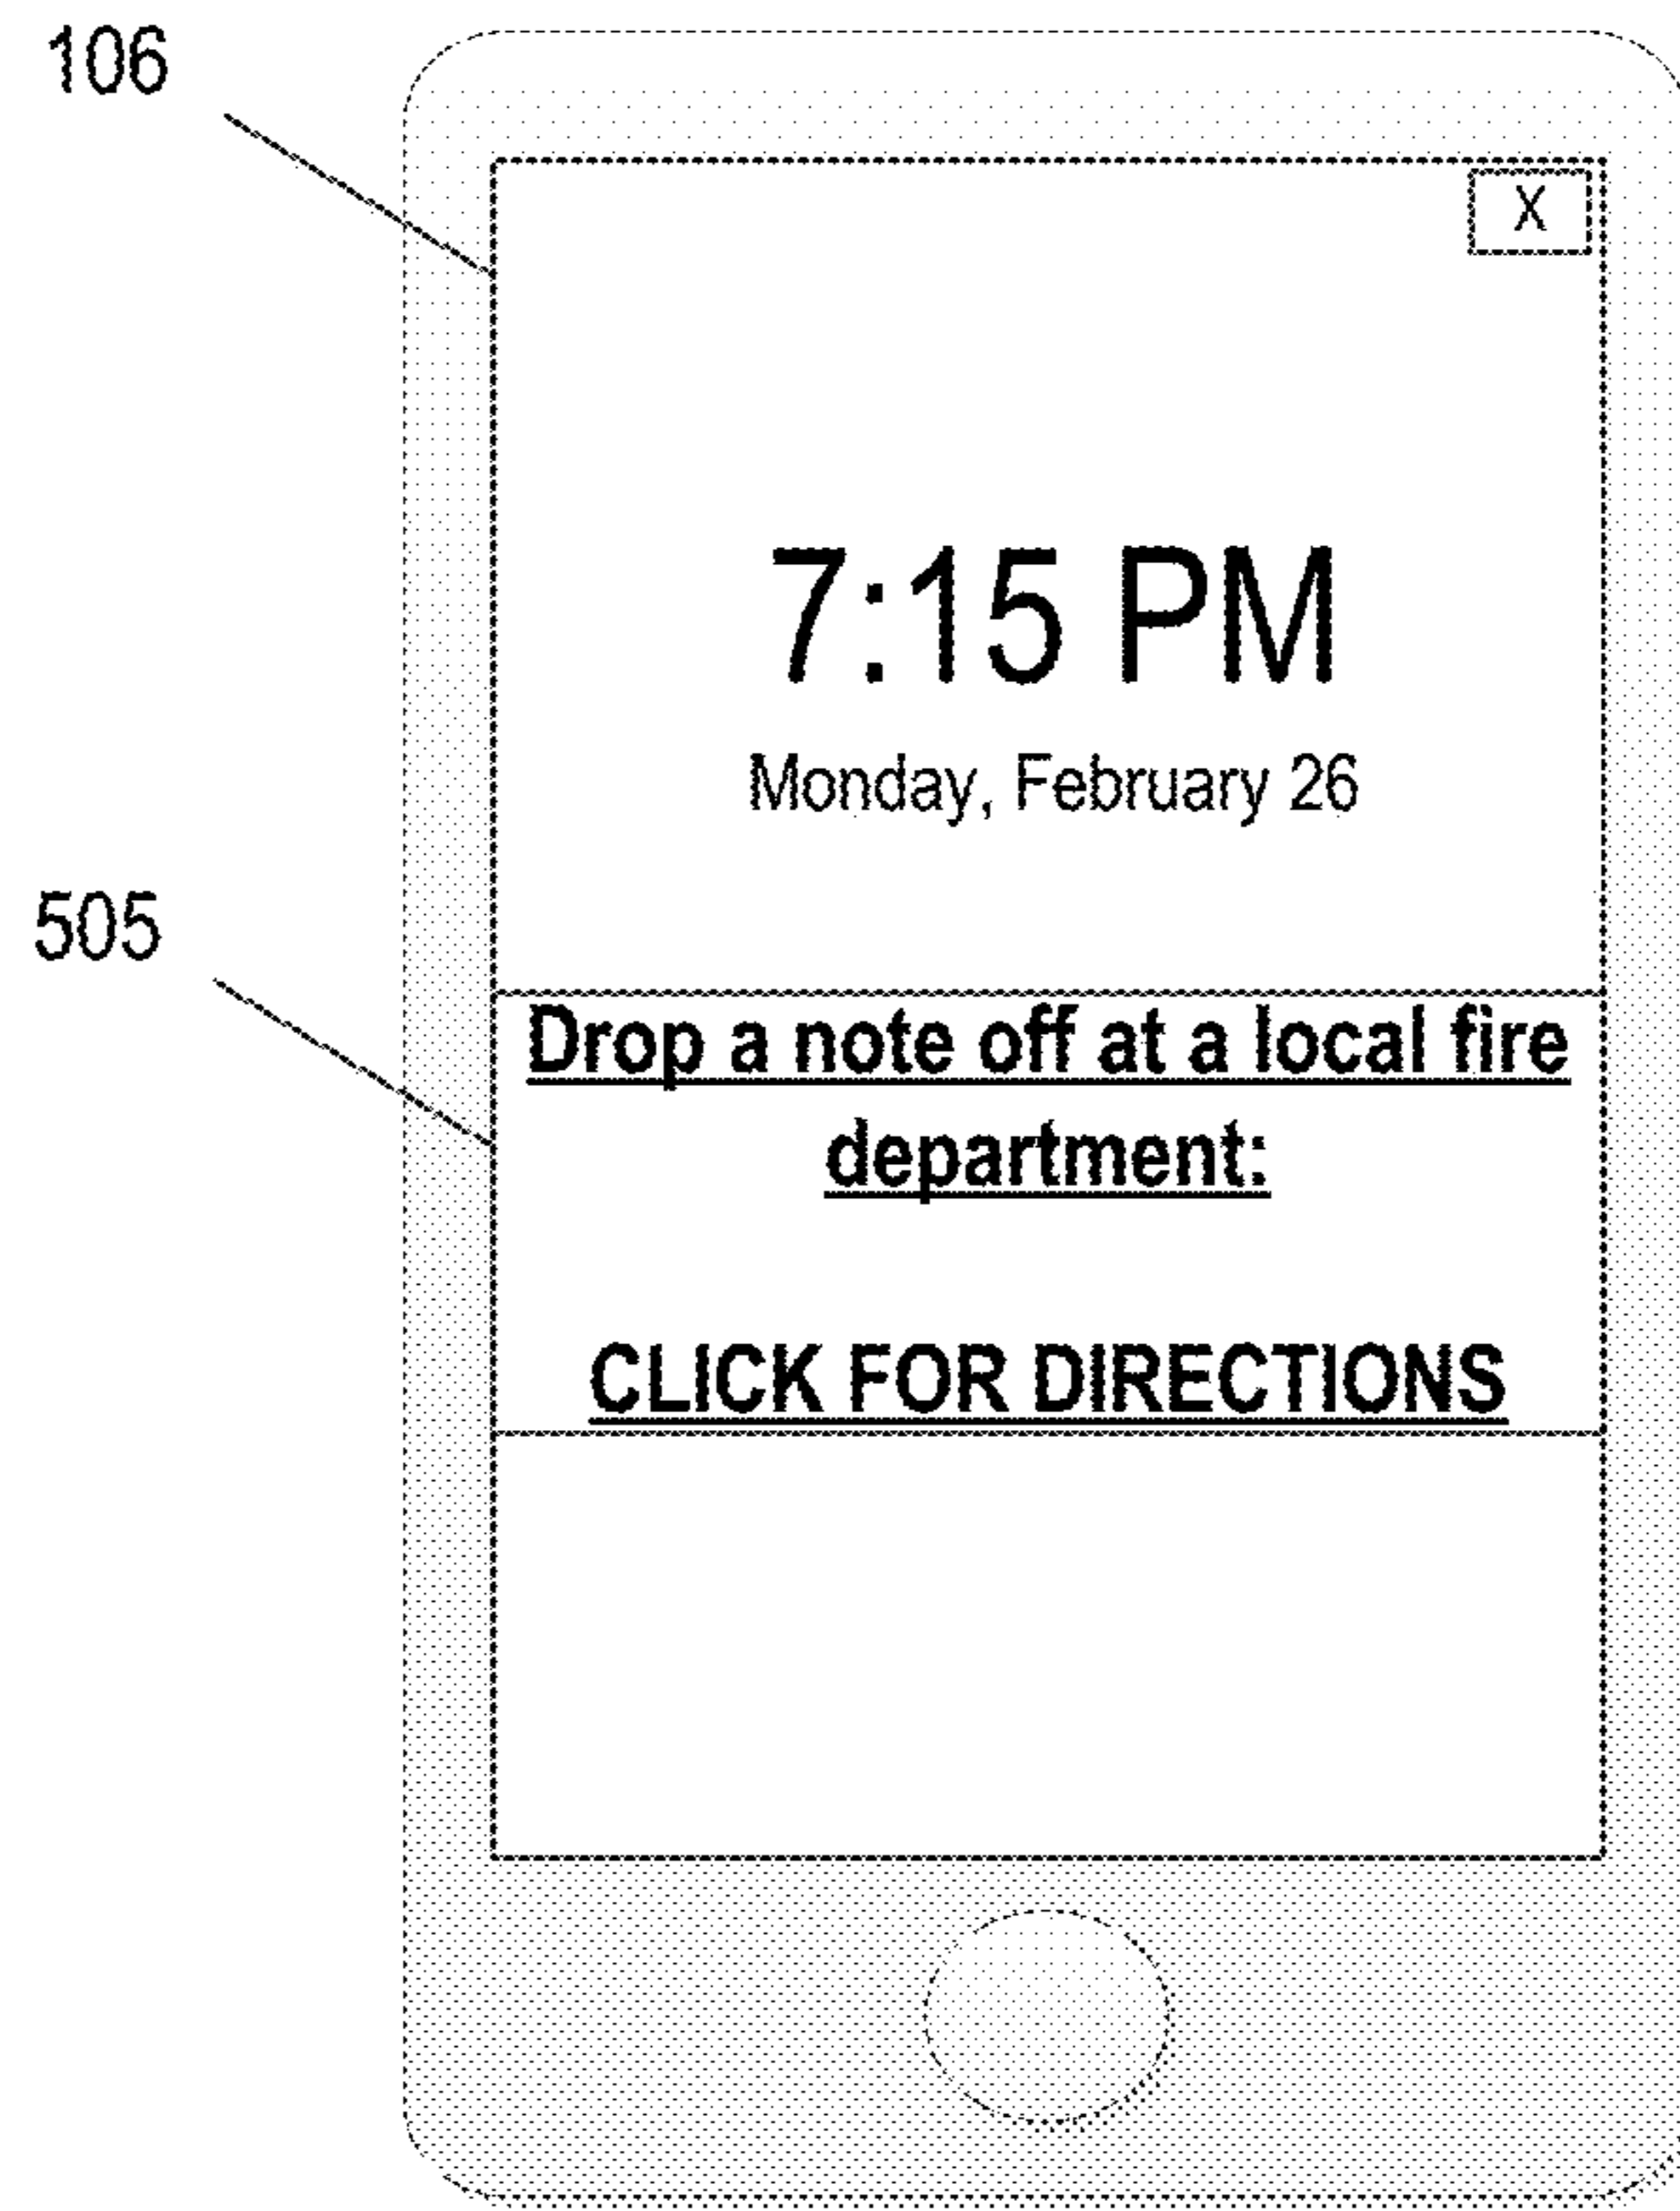 106
X
7:15 PM
Monday, February 26
505
Drop a note off at a local fire
department:
CLICK FOR DIRECTIONS